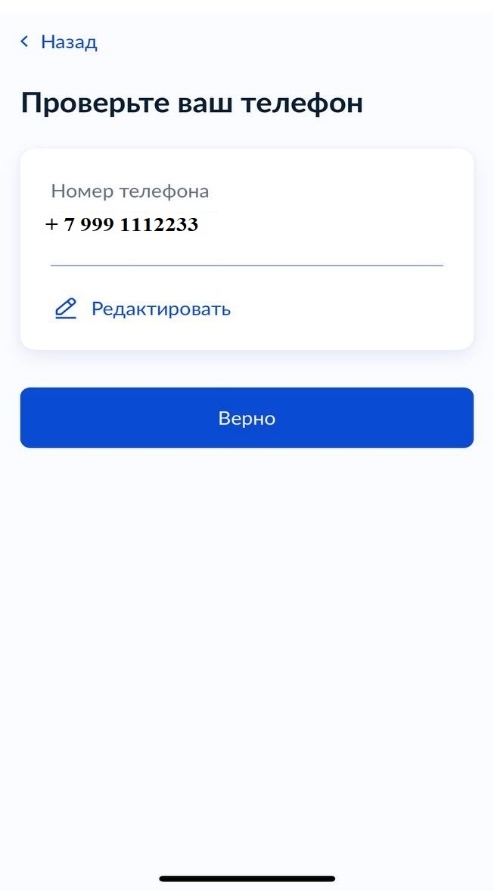 Назад
Проверьте ваш телефон
Номер телефона
+ 7 999 1112233
Редактировать
Верно